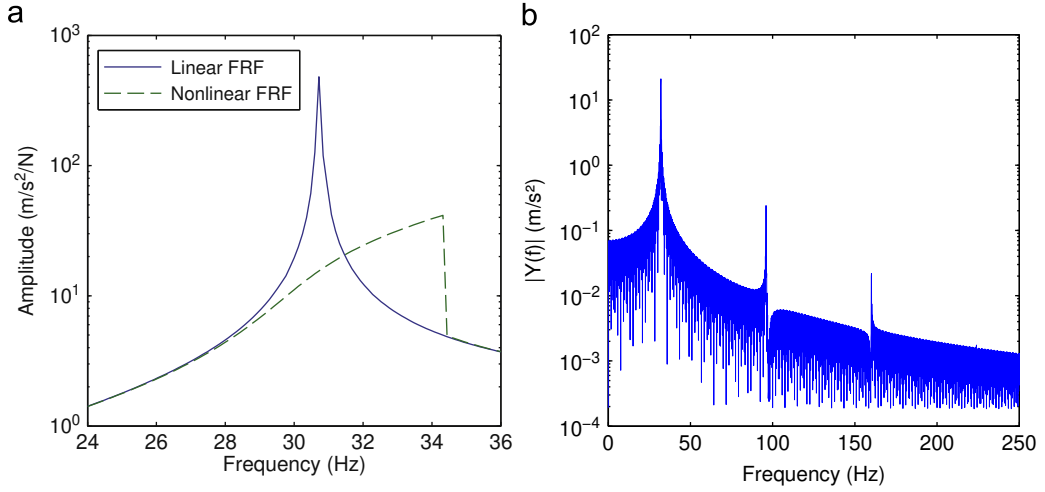 a
10³
10²
10¹
10⁰
Amplitude (m/s²/N)
Linear FRF
Nonlinear FRF
24 26 28 30 32 34 36
Frequency (Hz)
b
10²
10¹
10⁰
10⁻¹
10⁻²
10⁻³
10⁻⁴
|Y(f)| (m/s²)
0 50 100 150 200 250
Frequency (Hz)